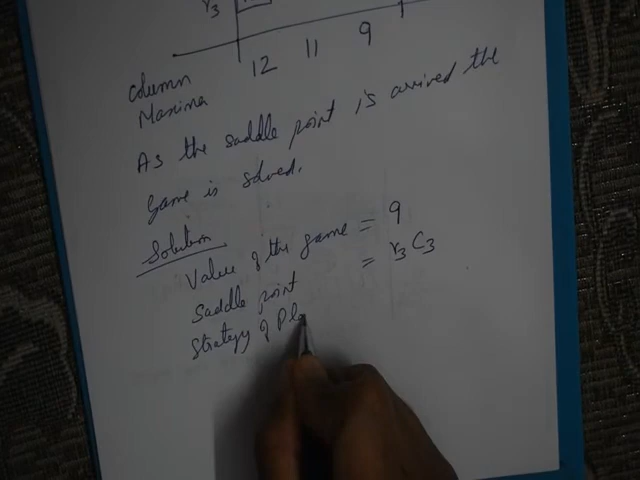 r3
12 11 9
Column
Maxima
As the saddle point is arrived the
game is solved.
Solution
Value of the game = 9
Saddle point = r3 C3
Strategy of Pla